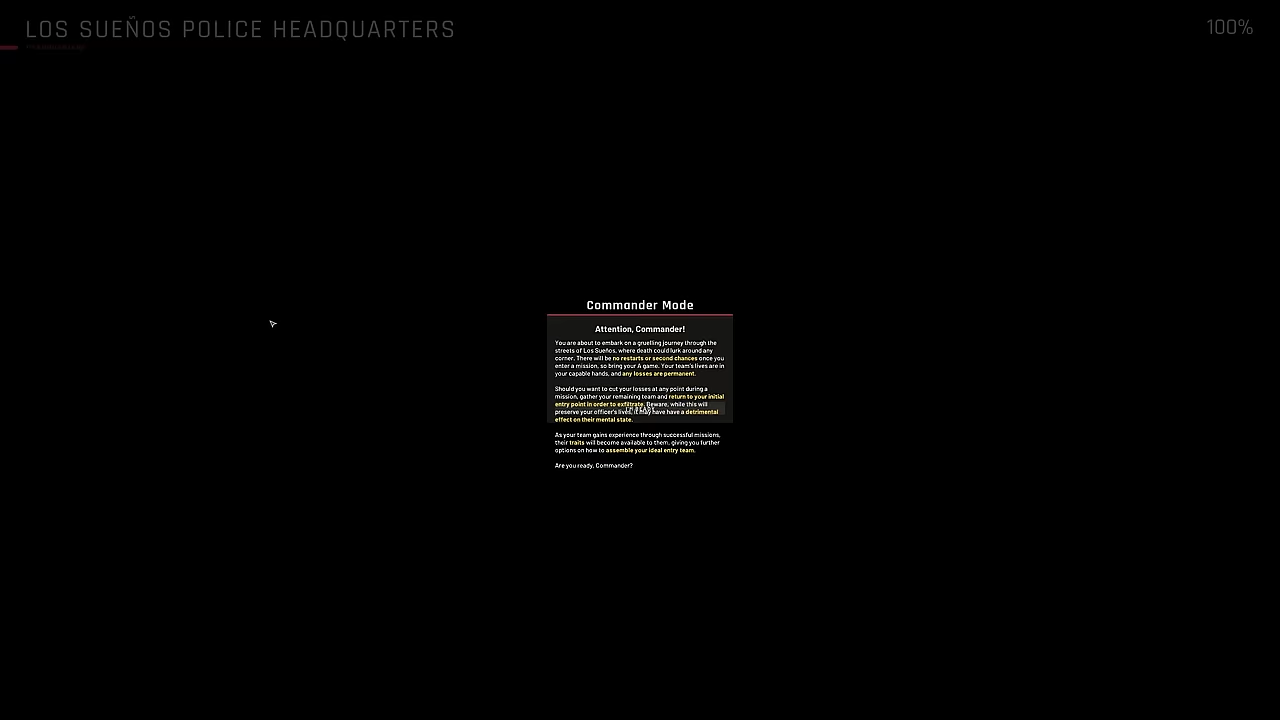 LOS SUEÑOS POLICE HEADQUARTERS
100%
Commander Mode
Attention, Commander!
You are about to embark on a gruelling journey through the
streets of Los Sueños, where death could lurk around any
corner. There will be no restarts or second chances once you
enter a mission, so bring your A game. Your team's lives are in
your capable hands, and any losses are permanent.
Should you want to cut your losses at any point during a
mission, gather your remaining team and return to your initial
entry point in order to exfiltrate. Beware, while this will
preserve your officer's lives, it may have have a detrimental
effect on their mental state.
As your team gains experience through successful missions,
their traits will become available to them, giving you further
options on how to assemble your ideal entry team.
Are you ready, Commander?